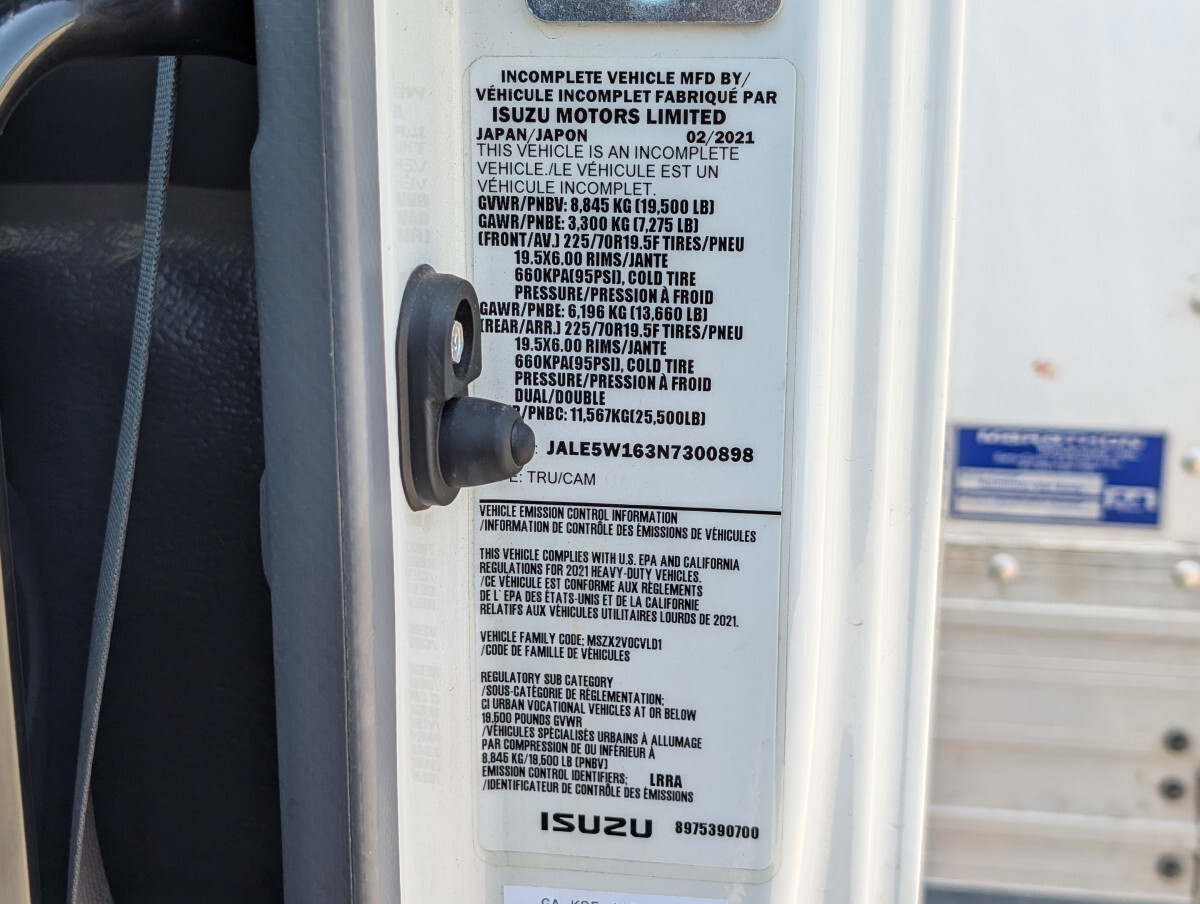 INCOMPLETE VEHICLE MFD BY/
VÉHICULE INCOMPLET FABRIQUÉ PAR
ISUZU MOTORS LIMITED
JAPAN/JAPON 02/2021
THIS VEHICLE IS AN INCOMPLETE
VEHICLE./LE VÉHICULE EST UN
VÉHICULE INCOMPLET.
GVWR/PNBV: 8,845 KG (19,500 LB)
GAWR/PNBE: 3,300 KG (7,275 LB)
(FRONT/AV.) 225/70R19.5F TIRES/PNEU
19.5X6.00 RIMS/JANTE
660KPA(95PSI), COLD TIRE
PRESSURE/PRESSION À FROID
GAWR/PNBE: 6,196 KG (13,660 LB)
(REAR/ARR.) 225/70R19.5F TIRES/PNEU
19.5X6.00 RIMS/JANTE
660KPA(95PSI), COLD TIRE
PRESSURE/PRESSION À FROID
DUAL/DOUBLE
/PNBC: 11,567KG(25,500LB)
: JALE5W163N7300898
E: TRU/CAM
VEHICLE EMISSION CONTROL INFORMATION
/INFORMATION DE CONTRÔLE DES ÉMISSIONS DE VÉHICULES
THIS VEHICLE COMPLIES WITH U.S. EPA AND CALIFORNIA
REGULATIONS FOR 2021 HEAVY-DUTY VEHICLES.
/CE VÉHICULE EST CONFORME AUX RÈGLEMENTS
DE L' EPA DES ÉTATS-UNIS ET DE LA CALIFORNIE
RELATIFS AUX VÉHICULES UTILITAIRES LOURDS DE 2021.
VEHICLE FAMILY CODE; MSZX2VOCVLD1
/CODE DE FAMILLE DE VÉHICULES
REGULATORY SUB CATEGORY
/SOUS-CATÉGORIE DE RÉGLEMENTATION;
CI URBAN VOCATIONAL VEHICLES AT OR BELOW
19,500 POUNDS GVWR
/VÉHICULES SPÉCIALISÉS URBAINS À ALLUMAGE
PAR COMPRESSION DE OU INFÉRIEUR À
8,845 KG/19,500 LB (PNBV)
EMISSION CONTROL IDENTIFIERS; LRRA
/IDENTIFICATEUR DE CONTRÔLE DES ÉMISSIONS
ISUZU 8975390700